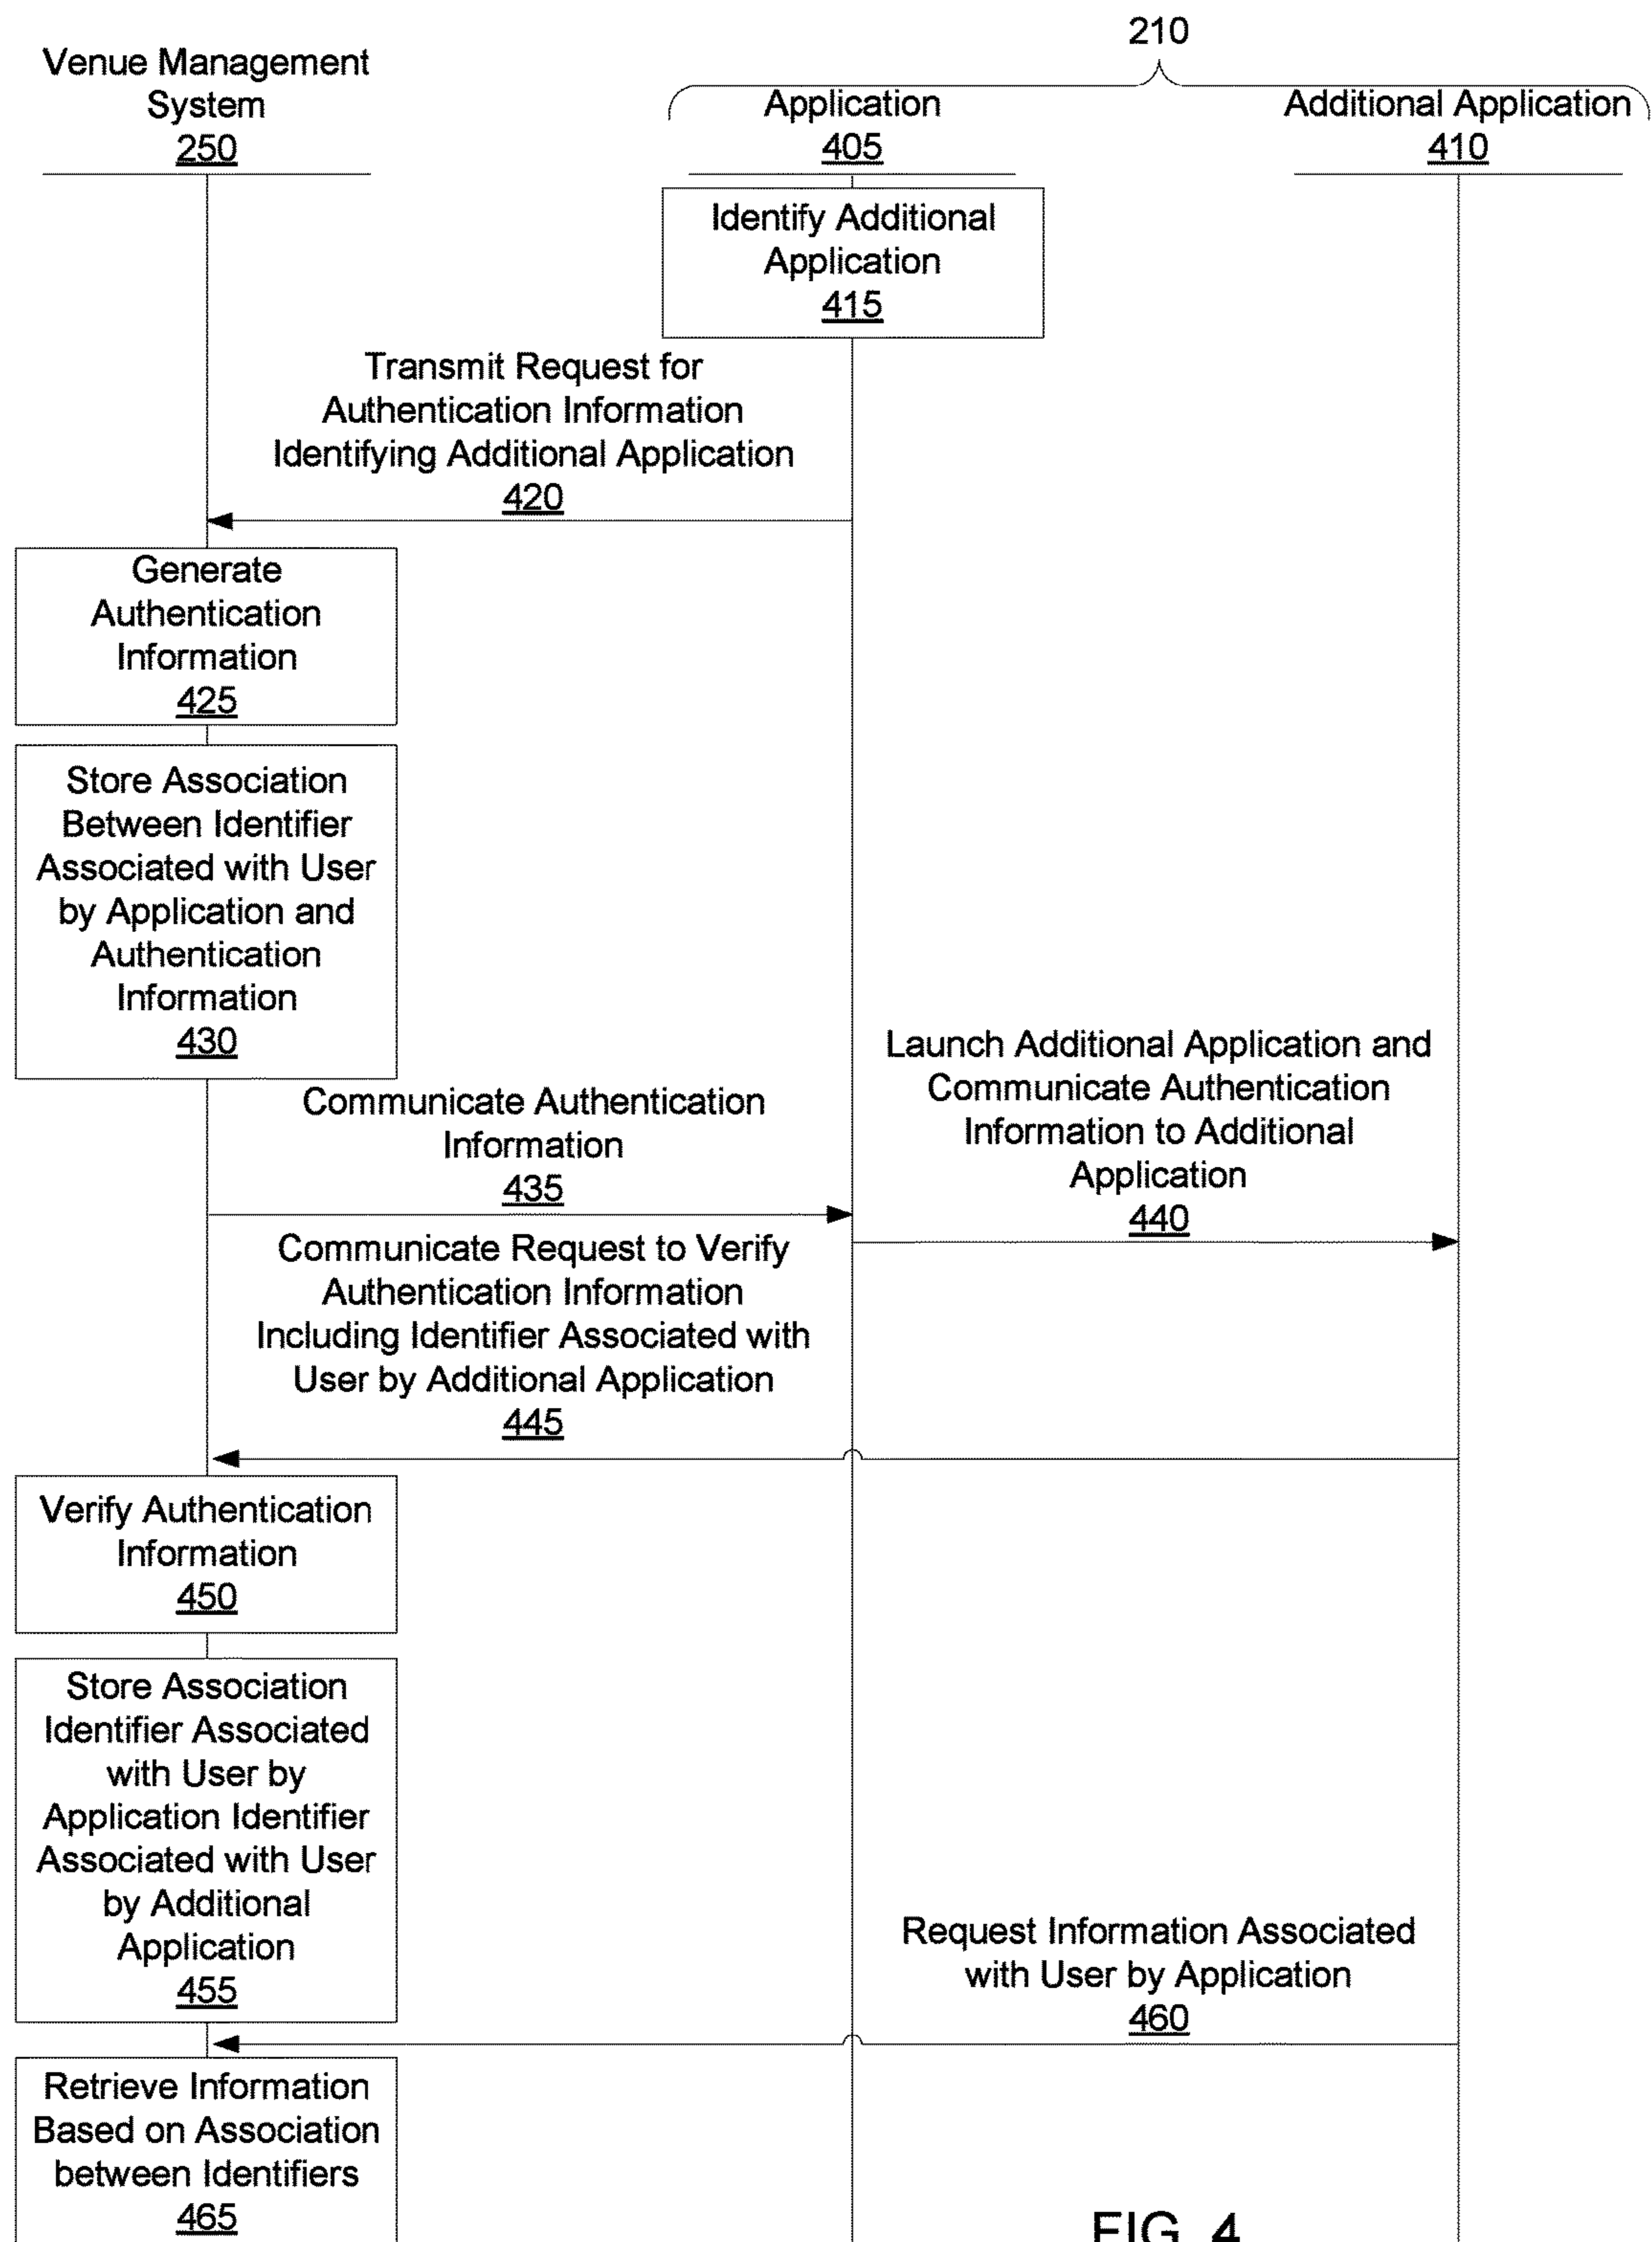 210
Venue Management
System
250
Application
405
Additional Application
410
Identify Additional
Application
415
Transmit Request for
Authentication Information
Identifying Additional Application
420
Generate
Authentication
Information
425
Store Association
Between Identifier
Associated with User
by Application and
Authentication
Information
430
Communicate Authentication
Information
435
Launch Additional Application and
Communicate Authentication
Information to Additional
Application
440
Communicate Request to Verify
Authentication Information
Including Identifier Associated with
User by Additional Application
445
Verify Authentication
Information
450
Store Association
Identifier Associated
with User by
Application Identifier
Associated with User
by Additional
Application
455
Request Information Associated
with User by Application
460
Retrieve Information
Based on Association
between Identifiers
465
FIG. 4